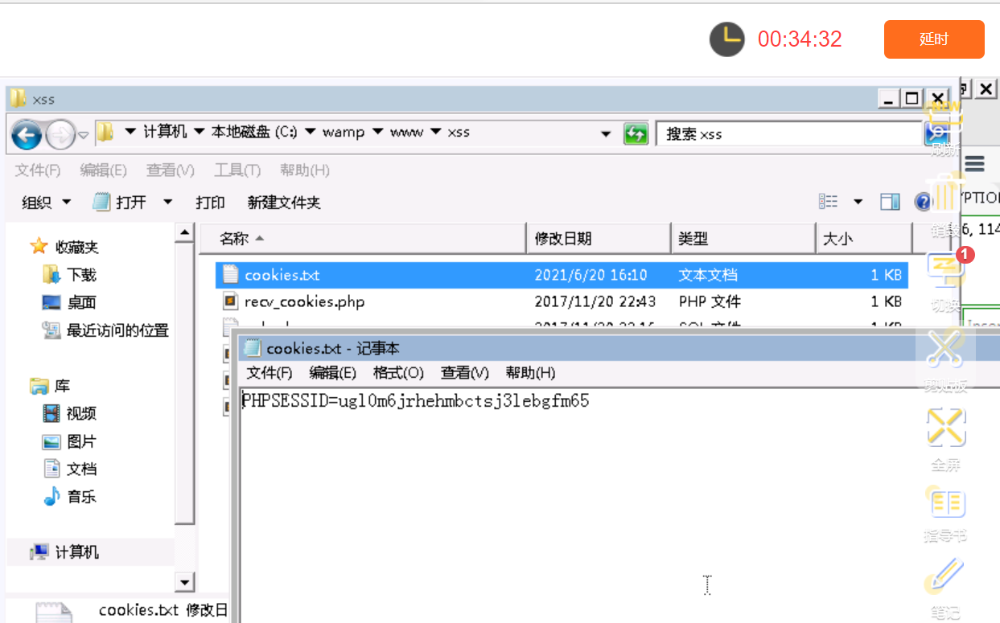 00:34:32 延时
xss
计算机 本地磁盘 (C:) wamp www xss 搜索 xss
刷新
文件(F) 编辑(E) 查看(V) 工具(T) 帮助(H)
组织 打开 打印 新建文件夹
名称 修改日期 类型 大小
收藏夹
下载
桌面
最近访问的位置
库
视频
图片
文档
音乐
计算机
cookies.txt 2021/6/20 16:10 文本文档 1 KB
recv_cookies.php 2017/11/20 22:43 PHP 文件 1 KB
cookies.txt - 记事本
文件(F) 编辑(E) 格式(O) 查看(V) 帮助(H)
PHPSESSID=ugl0m6jrhehmbctsj3lebgfm65
cookies.txt 修改日
6, 114
1
切换
剪贴板
全屏
指导书
笔记